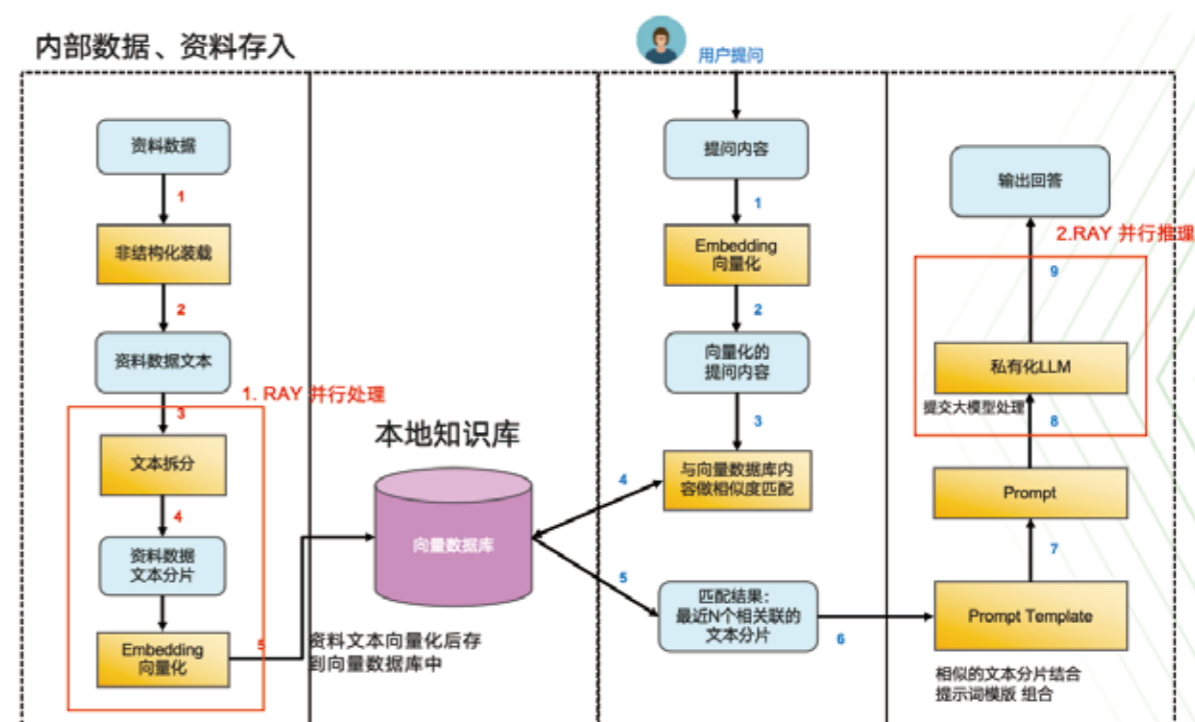 内部数据、资料存入
用户提问
资料数据
1
非结构化装载
2
资料数据文本
1. RAY 并行处理
3
文本拆分
4
资料数据
文本分片
Embedding
向量化
5
本地知识库
向量数据库
资料文本向量化后存
到向量数据库中
提问内容
1
Embedding
向量化
2
向量化的
提问内容
3
与向量数据库内
容做相似度匹配
4
5
匹配结果：
最近N个相关联的
文本分片
6
输出回答
2.RAY 并行推理
9
私有化LLM
提交大模型处理
8
Prompt
7
Prompt Template
相似的文本分片结合
提示词模版 组合